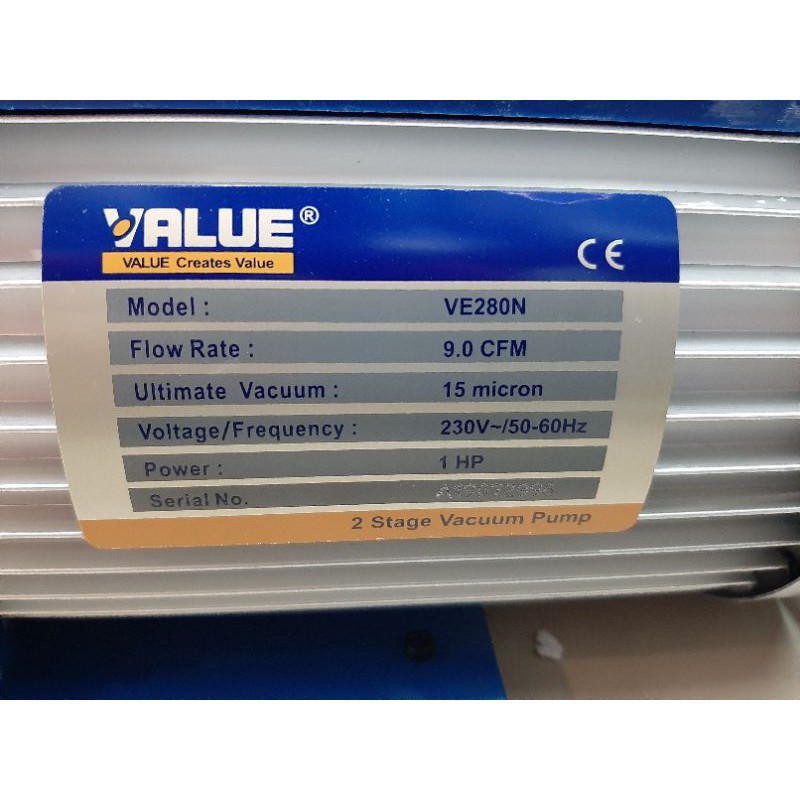 VALUE®
VALUE Creates Value
CE
Model : VE280N
Flow Rate : 9.0 CFM
Ultimate Vacuum : 15 micron
Voltage/Frequency : 230V~/50-60Hz
Power : 1 HP
Serial No.
2 Stage Vacuum Pump